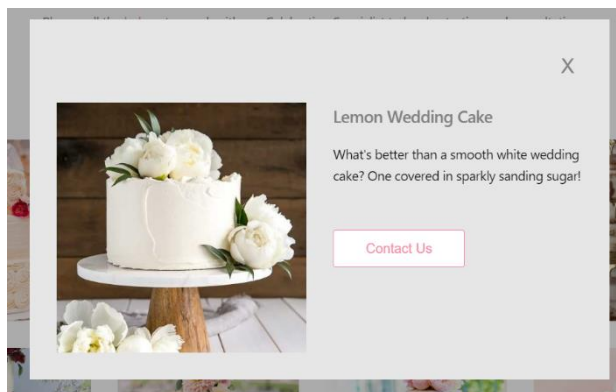 X
Lemon Wedding Cake
What's better than a smooth white wedding
cake? One covered in sparkly sanding sugar!
Contact Us